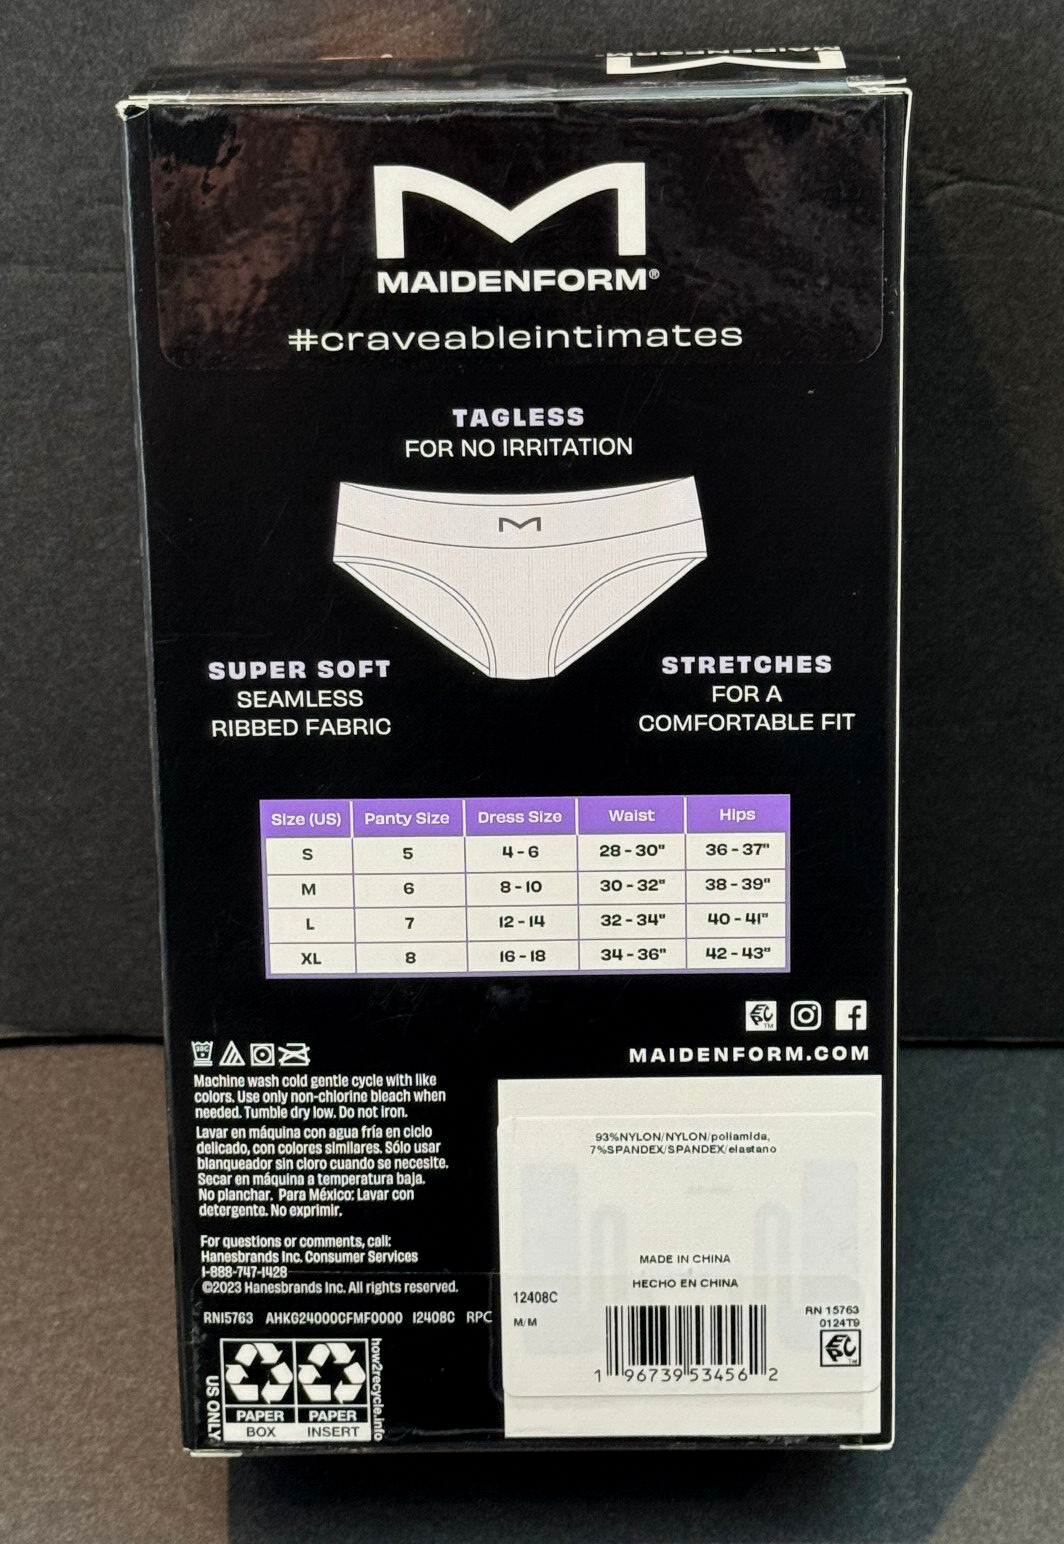 MAIDENFORM
MAIDENFORM®
#craveableintimates
TAGLESS
FOR NO IRRITATION
SUPER SOFT
SEAMLESS
RIBBED FABRIC
STRETCHES
FOR A
COMFORTABLE FIT
Size (US) Panty Size Dress Size Waist Hips
S 5 4 - 6 28 - 30" 36 - 37"
M 6 8 - 10 30 - 32" 38 - 39"
L 7 12 - 14 32 - 34" 40 - 41"
XL 8 16 - 18 34 - 36" 42 - 43"
MAIDENFORM.COM
30C
Machine wash cold gentle cycle with like
colors. Use only non-chlorine bleach when
needed. Tumble dry low. Do not iron.
Lavar en máquina con agua fría en ciclo
delicado, con colores similares. Sólo usar
blanqueador sin cloro cuando se necesite.
Secar en máquina a temperatura baja.
No planchar. Para México: Lavar con
detergente. No exprimir.
For questions or comments, call:
Hanesbrands Inc. Consumer Services
1-888-747-1428
©2023 Hanesbrands Inc. All rights reserved.
RN15763 AHKG24000CFMF0000 12408C RPC
US ONLY
PAPER PAPER
BOX INSERT
how2recycle.info
93%NYLON/NYLON/poliamida,
7%SPANDEX/SPANDEX/elastano
MADE IN CHINA
HECHO EN CHINA
12408C
M/M
RN 15763
0124T9
EPC™
1 96739 53456 2